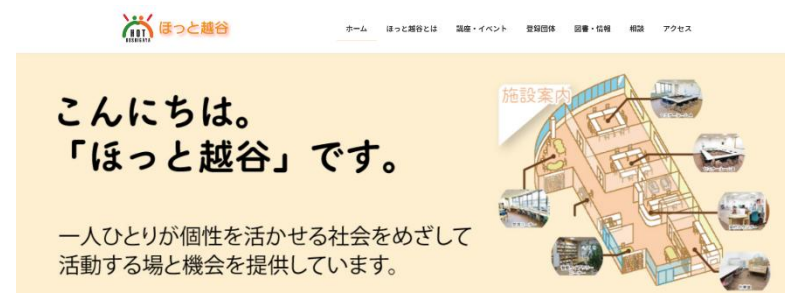 HOT
KOSHIGAYA
ほっと越谷
ホーム ほっと越谷とは 講座・イベント 登録団体 図書・情報 相談 アクセス
こんにちは。
「ほっと越谷」です。
施設案内
一人ひとりが個性を活かせる社会をめざして
活動する場と機会を提供しています。